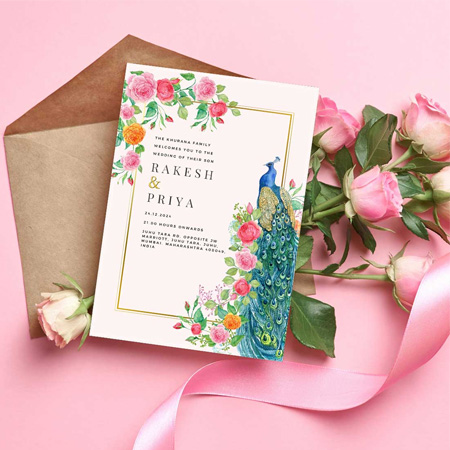 THE KHURANA FAMILY
WELCOMES YOU TO THE
WEDDING OF THEIR SON
RAKESH
&
PRIYA
24.12.2024
21:00 HOURS ONWARDS
JUHU TARA RD, OPPOSITE JW
MARRIOTT, JUHU TARA, JUHU,
MUMBAI, MAHARASHTRA 400049,
INDIA